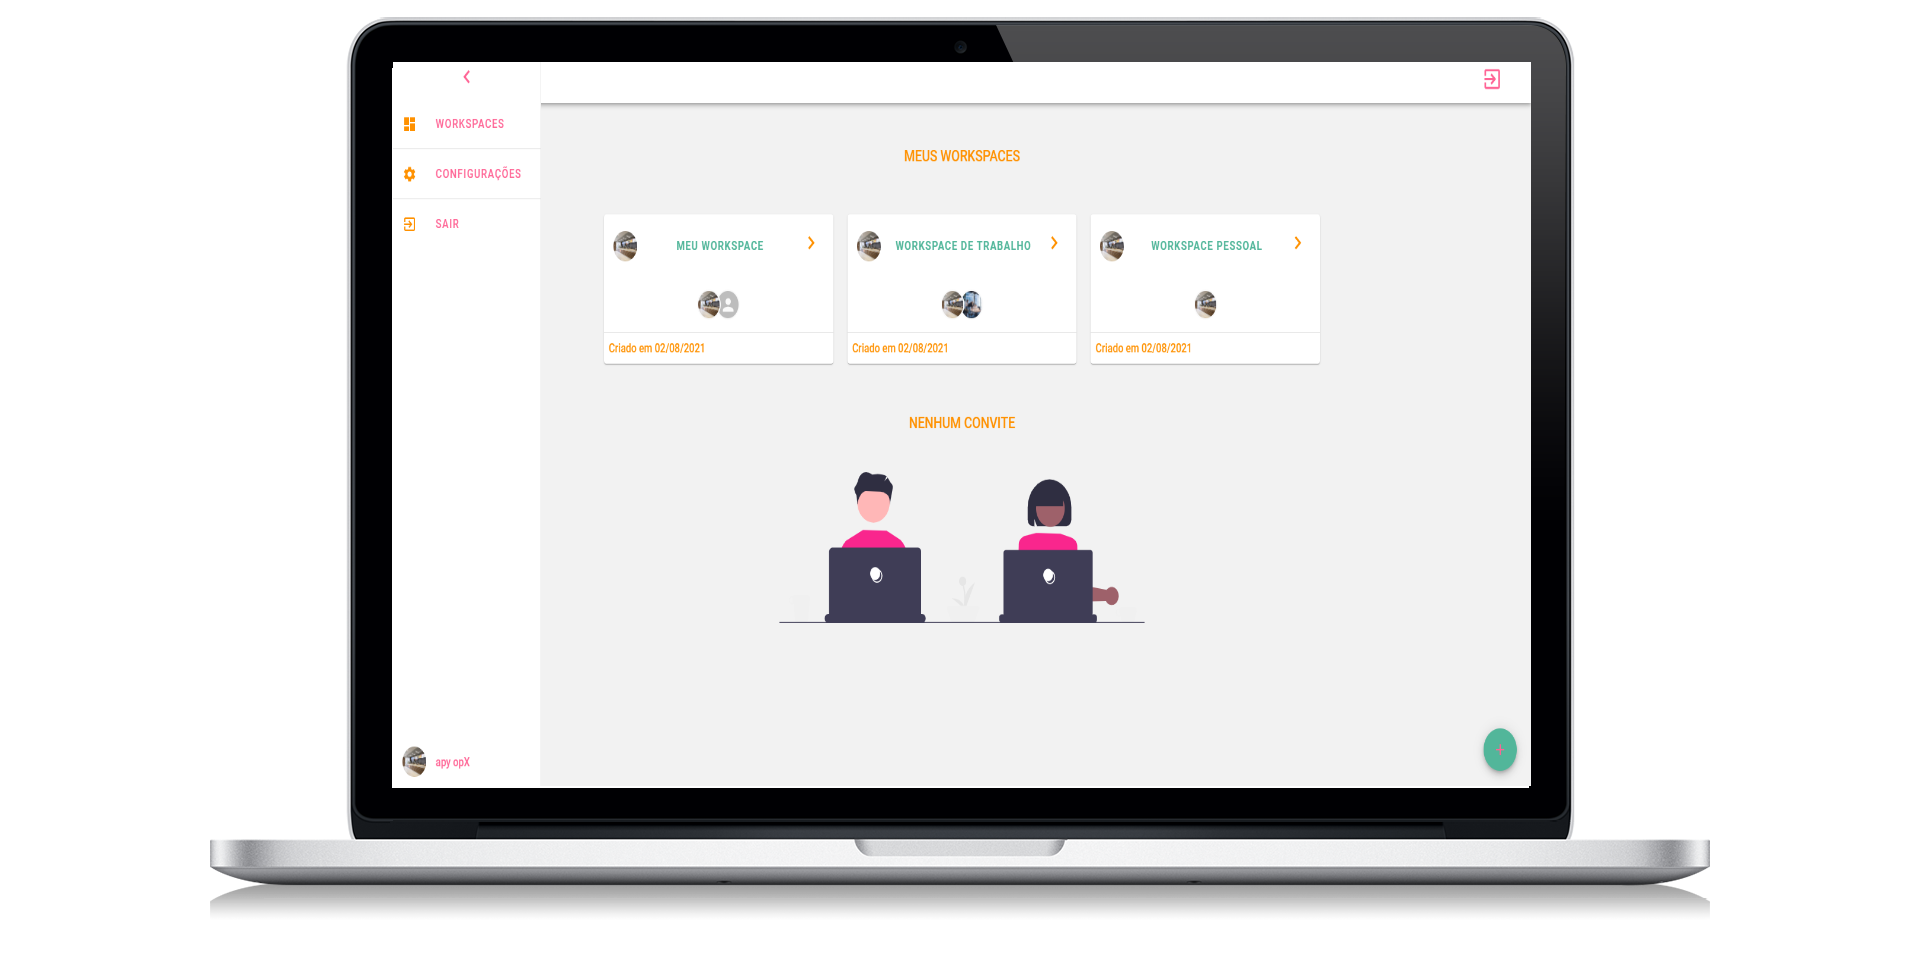 WORKSPACES
CONFIGURAÇÕES
SAIR
MEUS WORKSPACES
MEU WORKSPACE
Criado em 02/08/2021
WORKSPACE DE TRABALHO
Criado em 02/08/2021
WORKSPACE PESSOAL
Criado em 02/08/2021
NENHUM CONVITE
apy opX